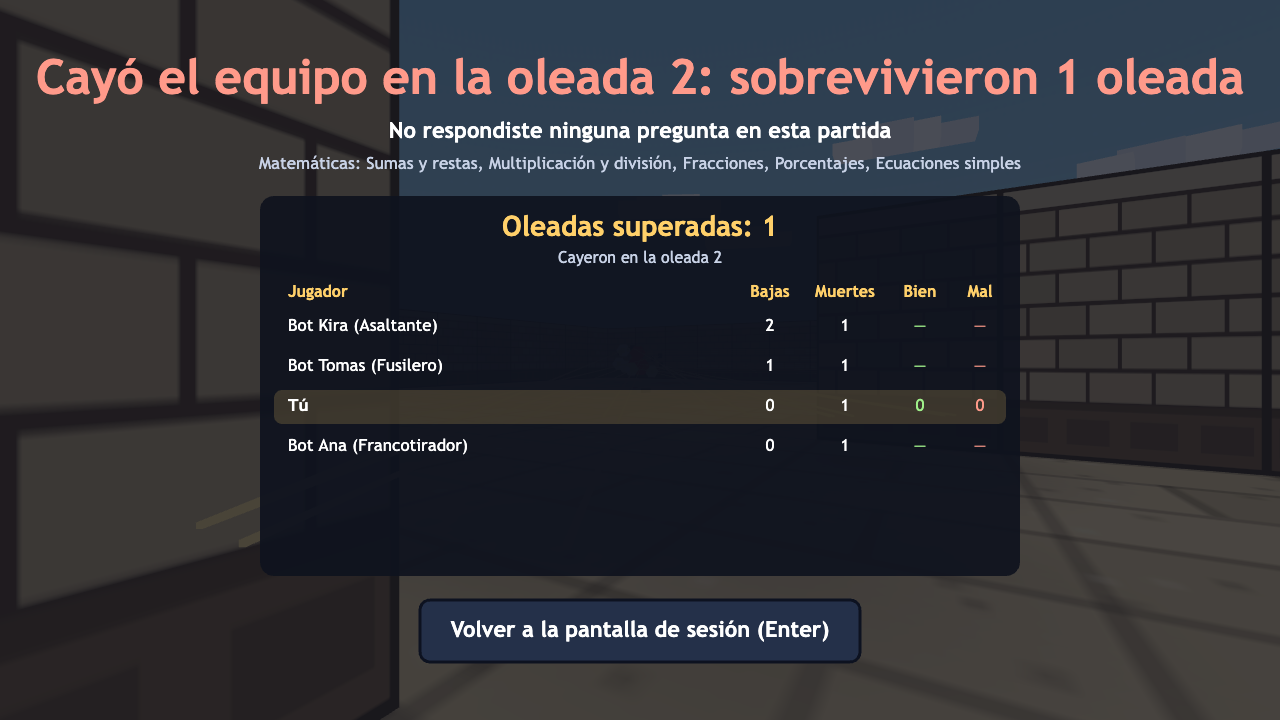 Cayó el equipo en la oleada 2: sobrevivieron 1 oleada
No respondiste ninguna pregunta en esta partida
Matemáticas: Sumas y restas, Multiplicación y división, Fracciones, Porcentajes, Ecuaciones simples
Oleadas superadas: 1
Cayeron en la oleada 2
Jugador Bajas Muertes Bien Mal
Bot Kira (Asaltante) 2 1 — —
Bot Tomas (Fusilero) 1 1 — —
Tú 0 1 0 0
Bot Ana (Francotirador) 0 1 — —
Volver a la pantalla de sesión (Enter)